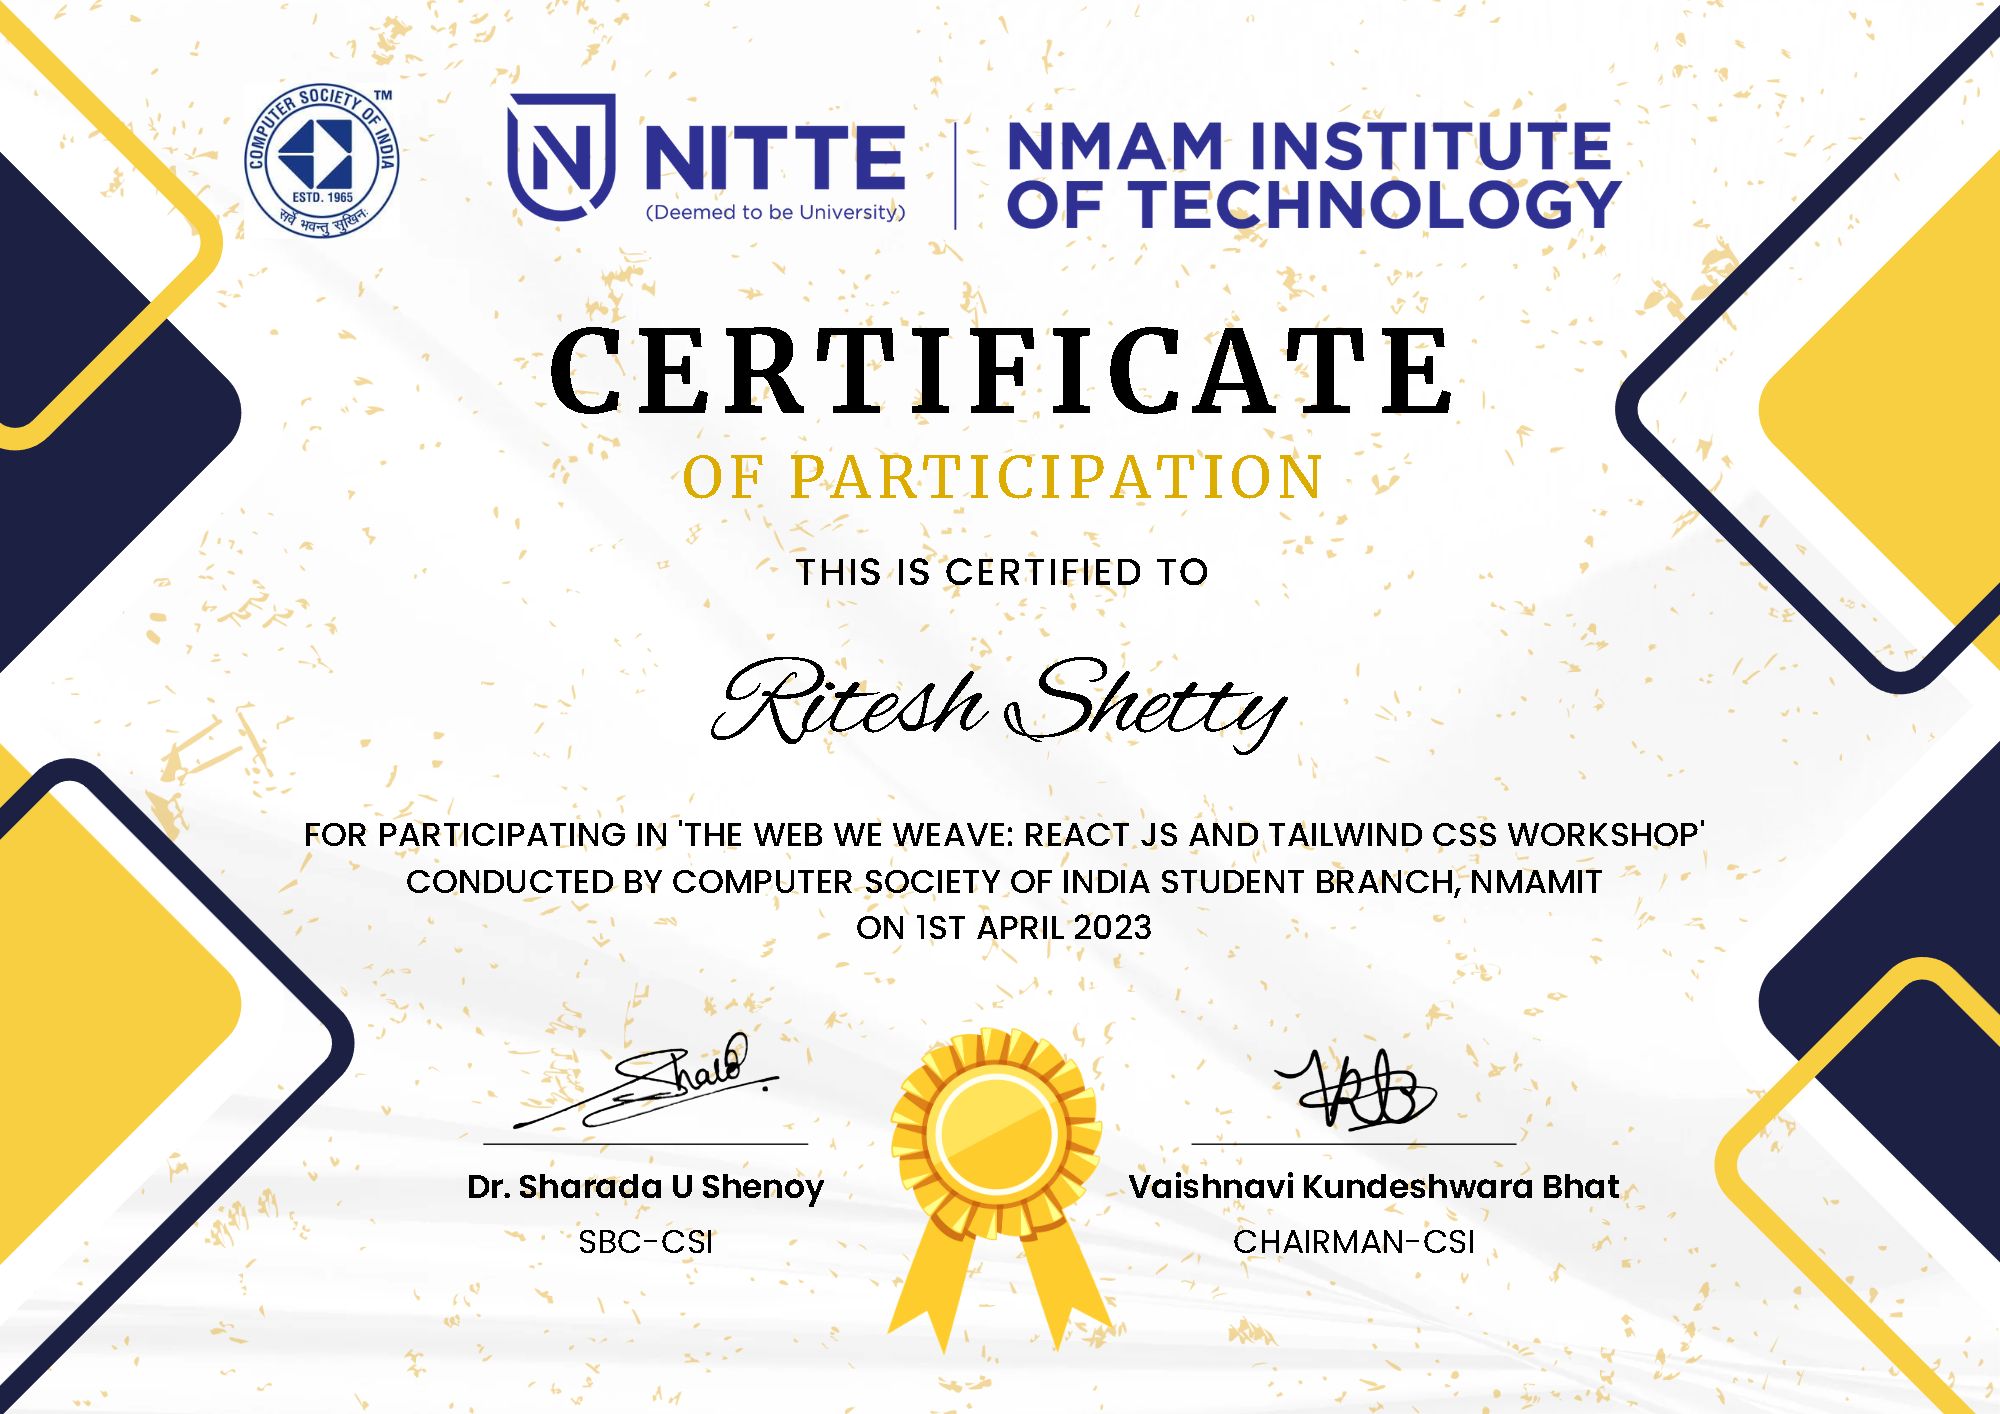 COMPUTER SOCIETY OF INDIA TM
ESTD. 1965
सर्वे भवन्तु सुखिनः
N NITTE
(Deemed to be University)
NMAM INSTITUTE
OF TECHNOLOGY
CERTIFICATE
OF PARTICIPATION
THIS IS CERTIFIED TO
Ritesh Shetty
FOR PARTICIPATING IN 'THE WEB WE WEAVE: REACT JS AND TAILWIND CSS WORKSHOP'
CONDUCTED BY COMPUTER SOCIETY OF INDIA STUDENT BRANCH, NMAMIT
ON 1ST APRIL 2023
Dr. Sharada U Shenoy
SBC-CSI
Vaishnavi Kundeshwara Bhat
CHAIRMAN-CSI